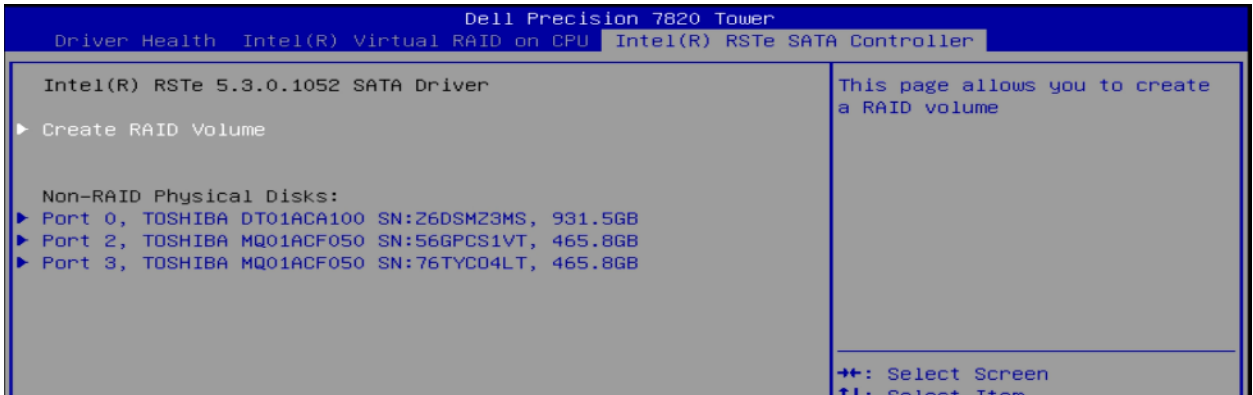 Dell Precision 7820 Tower
Driver Health Intel(R) Virtual RAID on CPU Intel(R) RSTe SATA Controller
Intel(R) RSTe 5.3.0.1052 SATA Driver
Create RAID Volume
Non-RAID Physical Disks:
Port 0, TOSHIBA DT01ACA100 SN:Z6DSMZ3MS, 931.5GB
Port 2, TOSHIBA MQ01ACF050 SN:56GPCS1VT, 465.8GB
Port 3, TOSHIBA MQ01ACF050 SN:76TYC04LT, 465.8GB
This page allows you to create
a RAID volume
→←: Select Screen
↑↓: Select Item